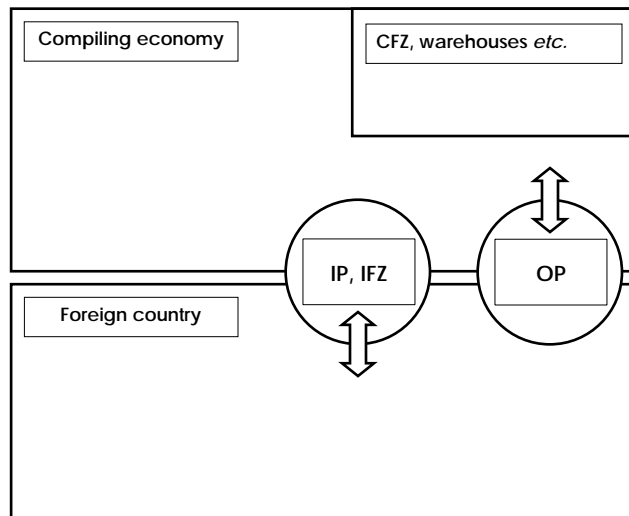 Compiling economy
CFZ, warehouses etc.
IP, IFZ
OP
Foreign country